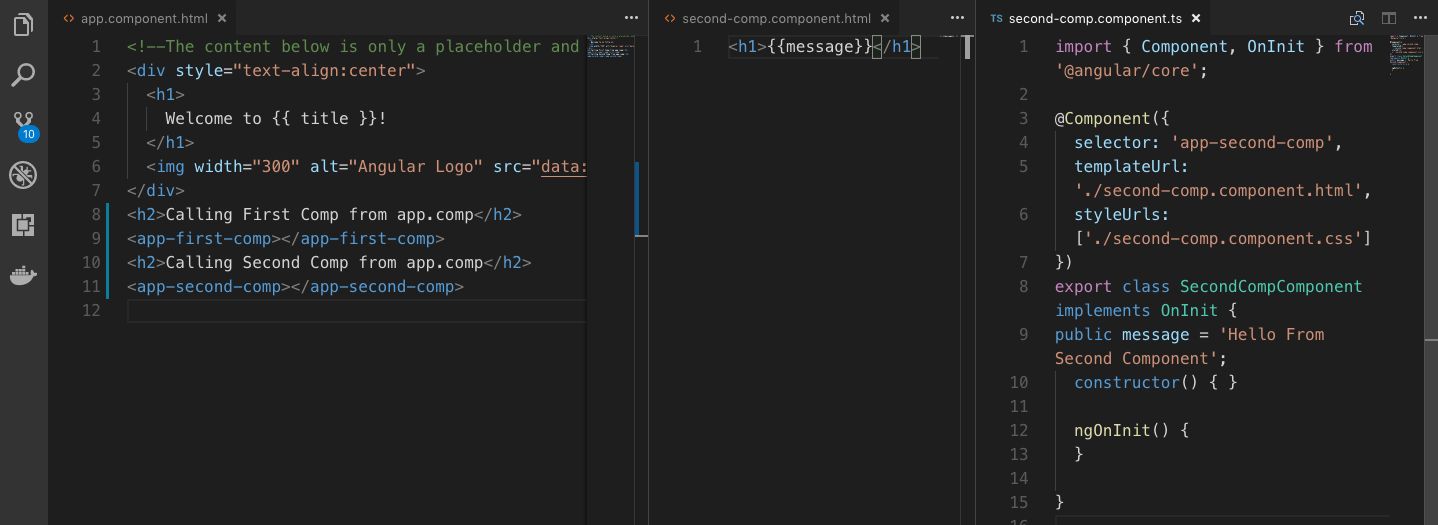 app.component.html
1 <!--The content below is only a placeholder and
2 <div style="text-align:center">
3 <h1>
4 Welcome to {{ title }}!
5 </h1>
6 <img width="300" alt="Angular Logo" src="data:
7 </div>
8 <h2>Calling First Comp from app.comp</h2>
9 <app-first-comp></app-first-comp>
10 <h2>Calling Second Comp from app.comp</h2>
11 <app-second-comp></app-second-comp>
12
10
second-comp.component.html
1 <h1>{{message}}</h1>
TS second-comp.component.ts
1 import { Component, OnInit } from
'@angular/core';
2
3 @Component({
4 selector: 'app-second-comp',
5 templateUrl:
'./second-comp.component.html',
6 styleUrls:
['./second-comp.component.css']
7 })
8 export class SecondCompComponent
implements OnInit {
9 public message = 'Hello From
Second Component';
10 constructor() { }
11
12 ngOnInit() {
13 }
14
15 }
16